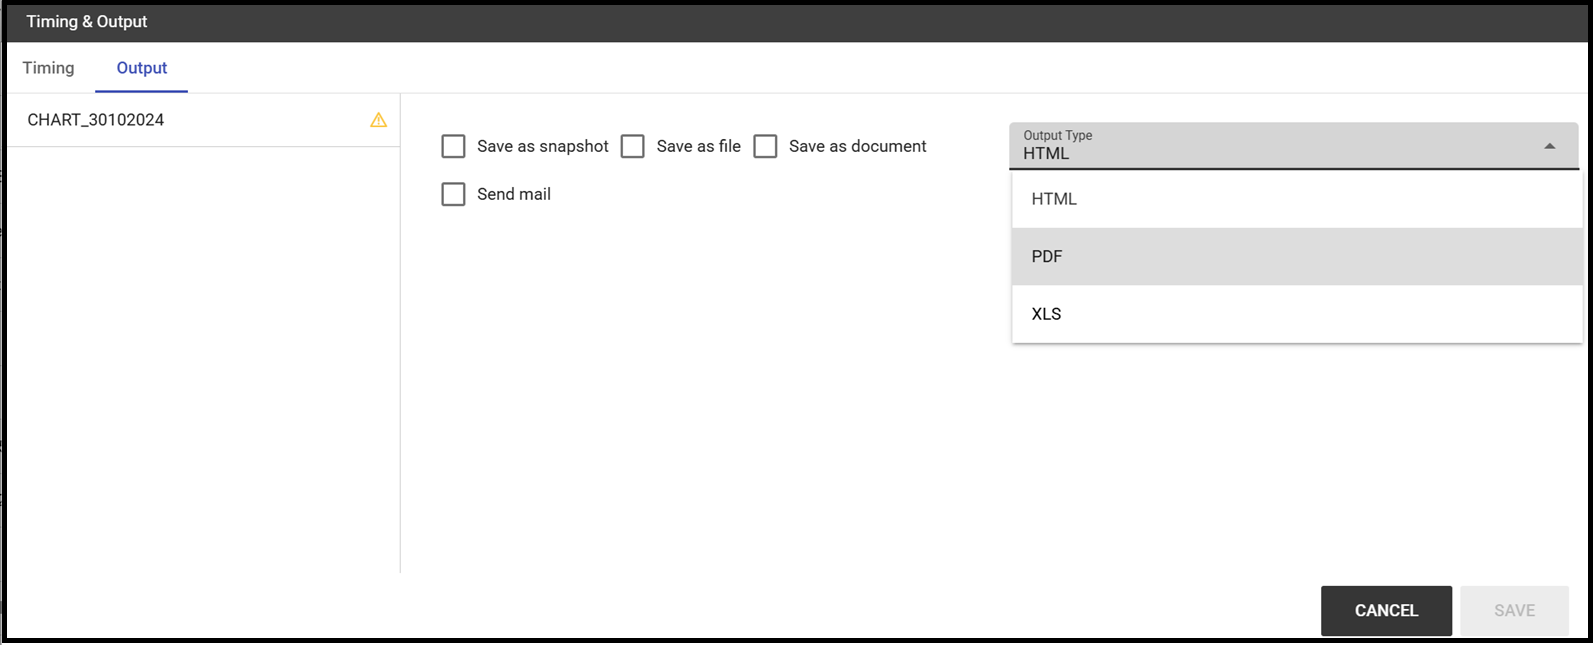 Timing & Output
Timing Output
CHART_30102024
Save as snapshot Save as file Save as document
Send mail
Output Type
HTML
HTML
PDF
XLS
CANCEL SAVE